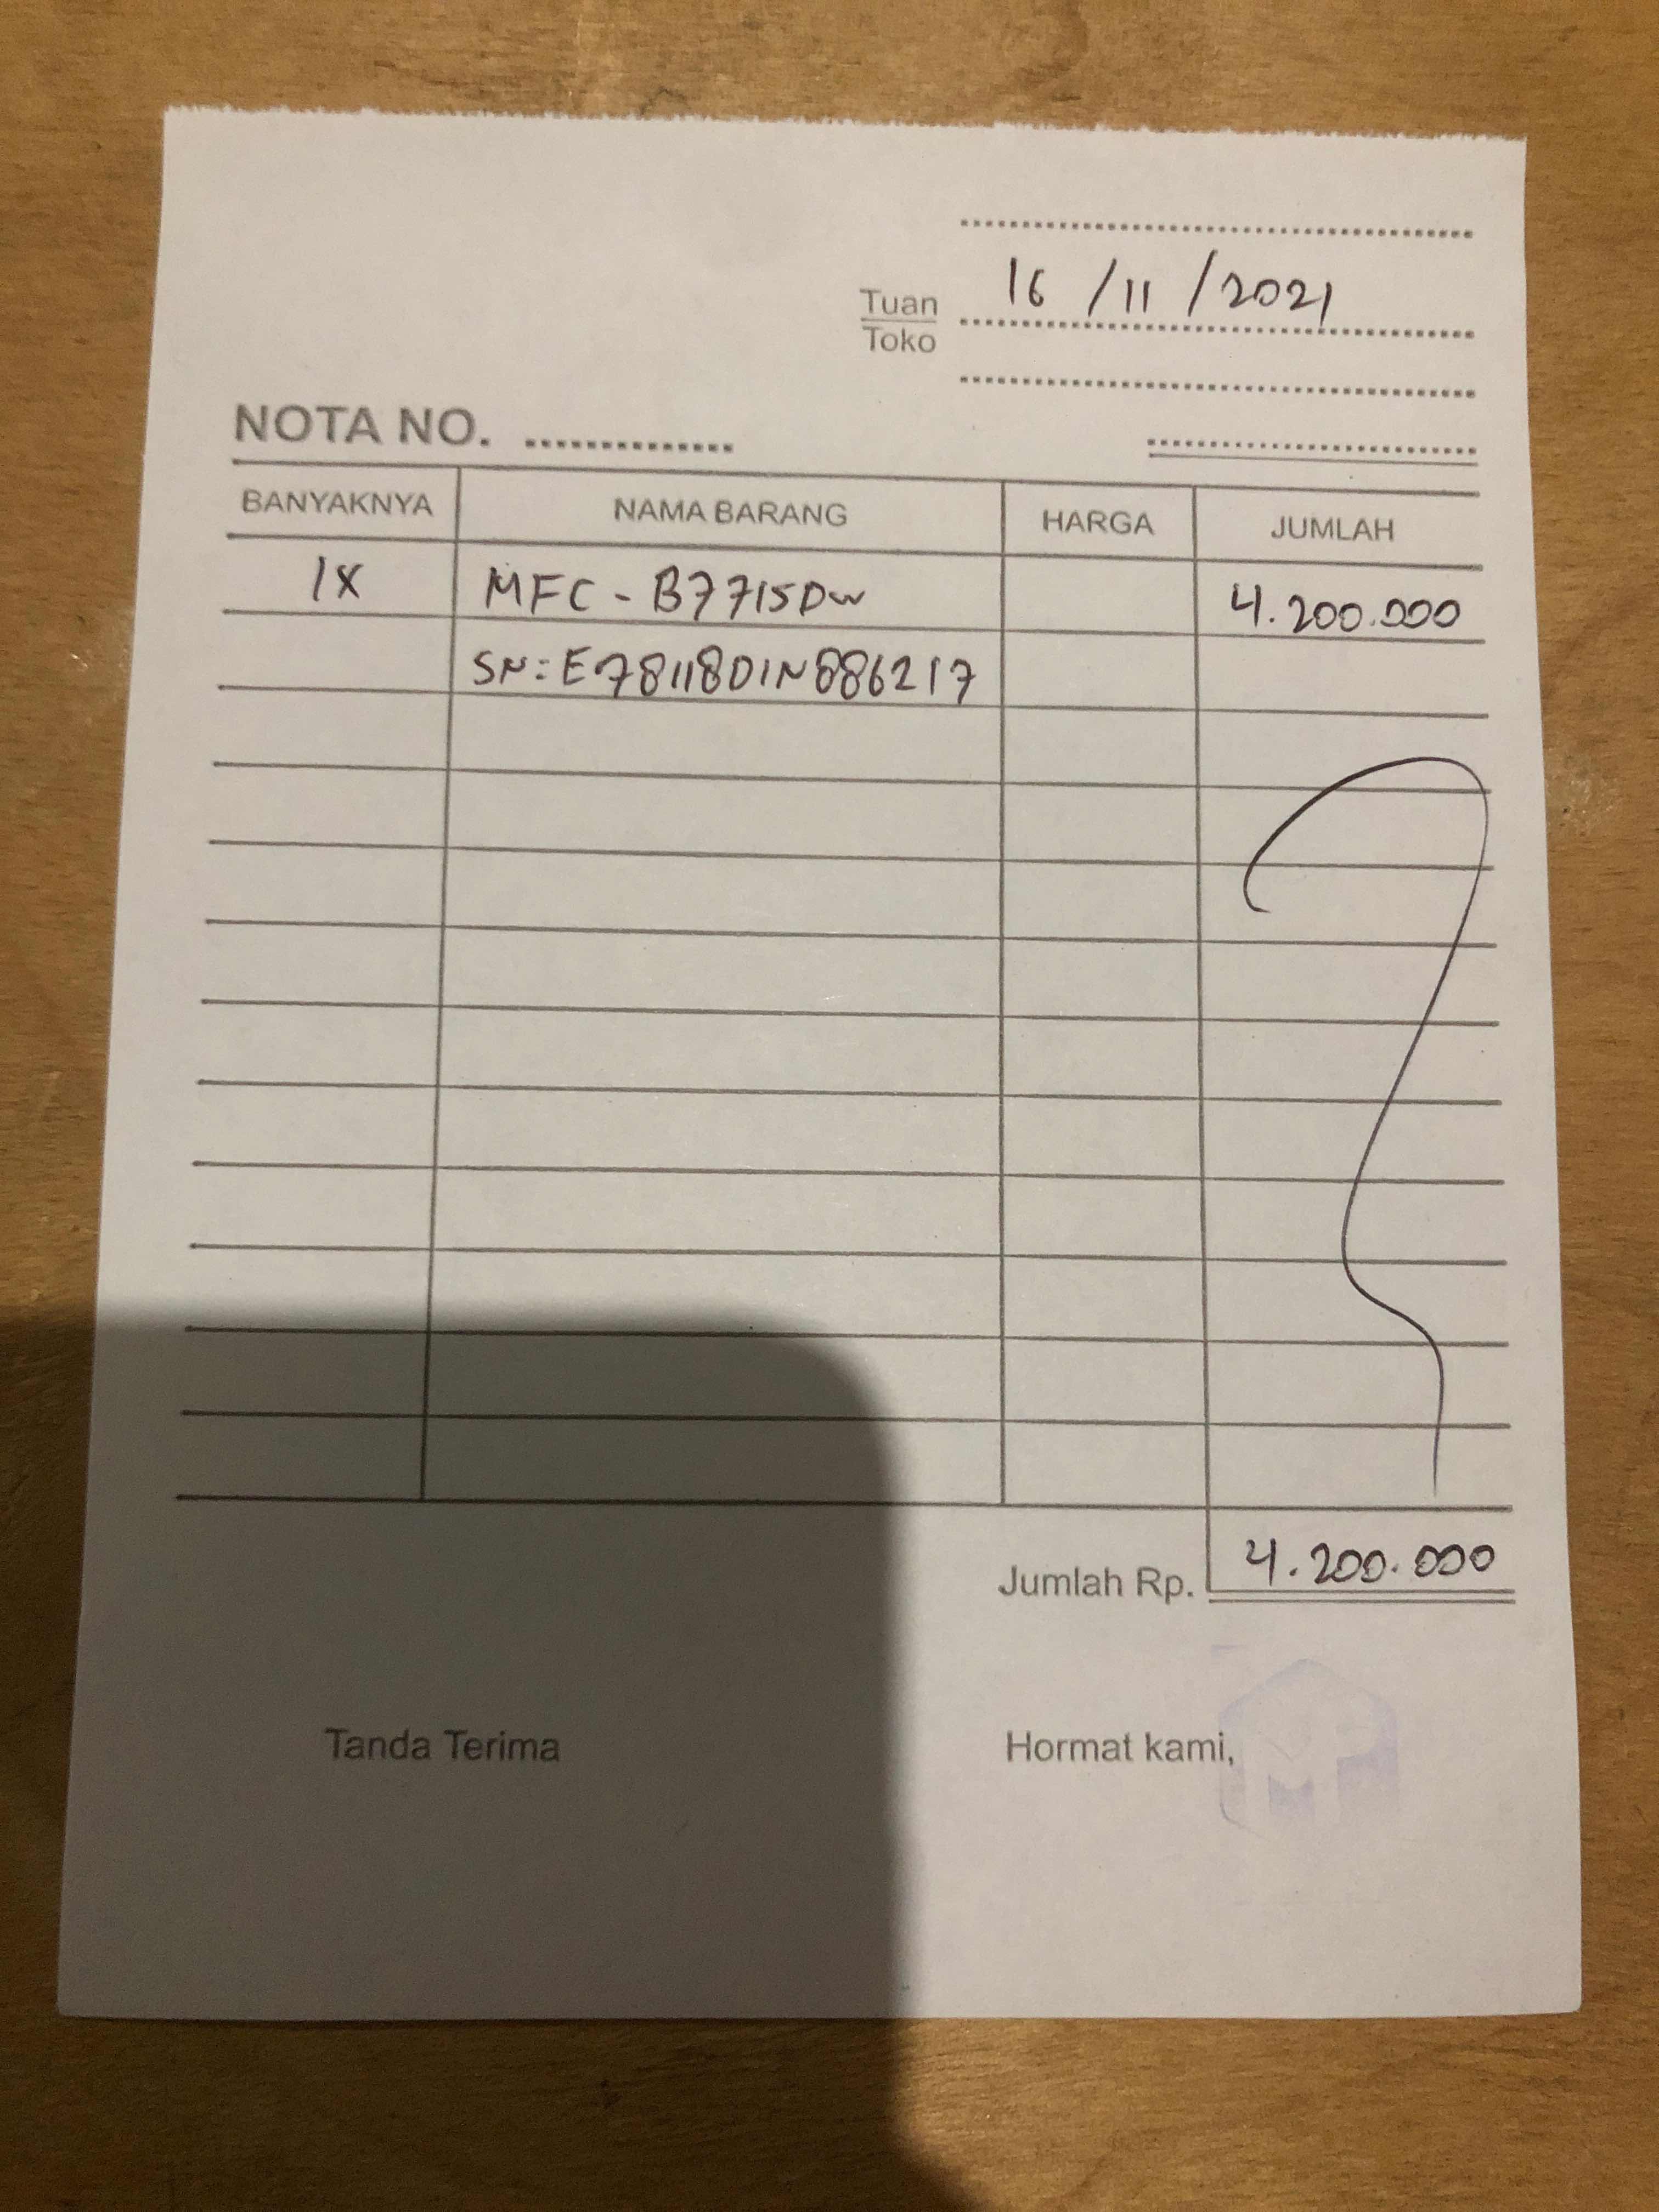 16 / 11 / 2021
Tuan
Toko
NOTA NO.
BANYAKNYA NAMA BARANG HARGA JUMLAH
1X MFC - B7715DW 4.200.000
SN: E78118D1N886217
Jumlah Rp. 4.200.000
Tanda Terima Hormat kami,